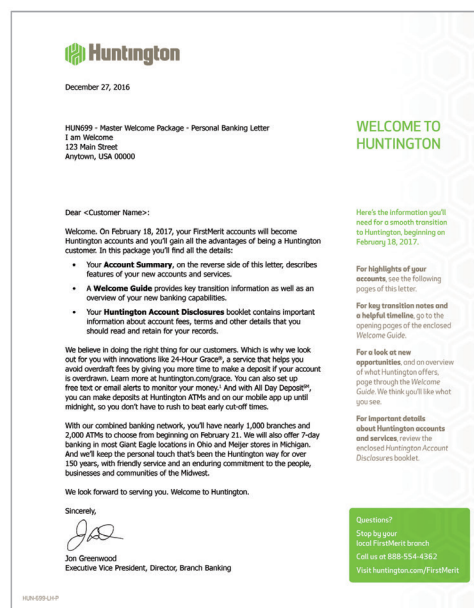 Huntington
December 27, 2016
HUN699 - Master Welcome Package - Personal Banking Letter
I am Welcome
123 Main Street
Anytown, USA 00000
Dear <Customer Name>:
Welcome. On February 18, 2017, your FirstMerit accounts will become
Huntington accounts and you'll gain all the advantages of being a Huntington
customer. In this package you'll find all the details:
• Your Account Summary, on the reverse side of this letter, describes
features of your new accounts and services.
• A Welcome Guide provides key transition information as well as an
overview of your new banking capabilities.
• Your Huntington Account Disclosures booklet contains important
information about account fees, terms and other details that you
should read and retain for your records.
We believe in doing the right thing for our customers. Which is why we look
out for you with innovations like 24-Hour Grace®, a service that helps you
avoid overdraft fees by giving you more time to make a deposit if your account
is overdrawn. Learn more at huntington.com/grace. You can also set up
free text or email alerts to monitor your money.¹ And with All Day Deposit℠,
you can make deposits at Huntington ATMs and on our mobile app up until
midnight, so you don't have to rush to beat early cut-off times.
With our combined banking network, you'll have nearly 1,000 branches and
2,000 ATMs to choose from beginning on February 21. We will also offer 7-day
banking in most Giant Eagle locations in Ohio and Meijer stores in Michigan.
And we'll keep the personal touch that's been the Huntington way for over
150 years, with friendly service and an enduring commitment to the people,
businesses and communities of the Midwest.
We look forward to serving you. Welcome to Huntington.
Sincerely,
Jon Greenwood
Executive Vice President, Director, Branch Banking
HUN-E99-LH-P
WELCOME TO
HUNTINGTON
Here's the information you'll
need for a smooth transition
to Huntington, beginning on
February 18, 2017.
For highlights of your
accounts, see the following
pages of this letter.
For key transition notes and
a helpful timeline, go to the
opening pages of the enclosed
Welcome Guide.
For a look at new
opportunities, and an overview
of what Huntington offers,
page through the Welcome
Guide. We think you'll like what
you see.
For important details
about Huntington accounts
and services, review the
enclosed Huntington Account
Disclosures booklet.
Questions?
Stop by your
local FirstMerit branch
Call us at 888-554-4362
Visit huntington.com/FirstMerit